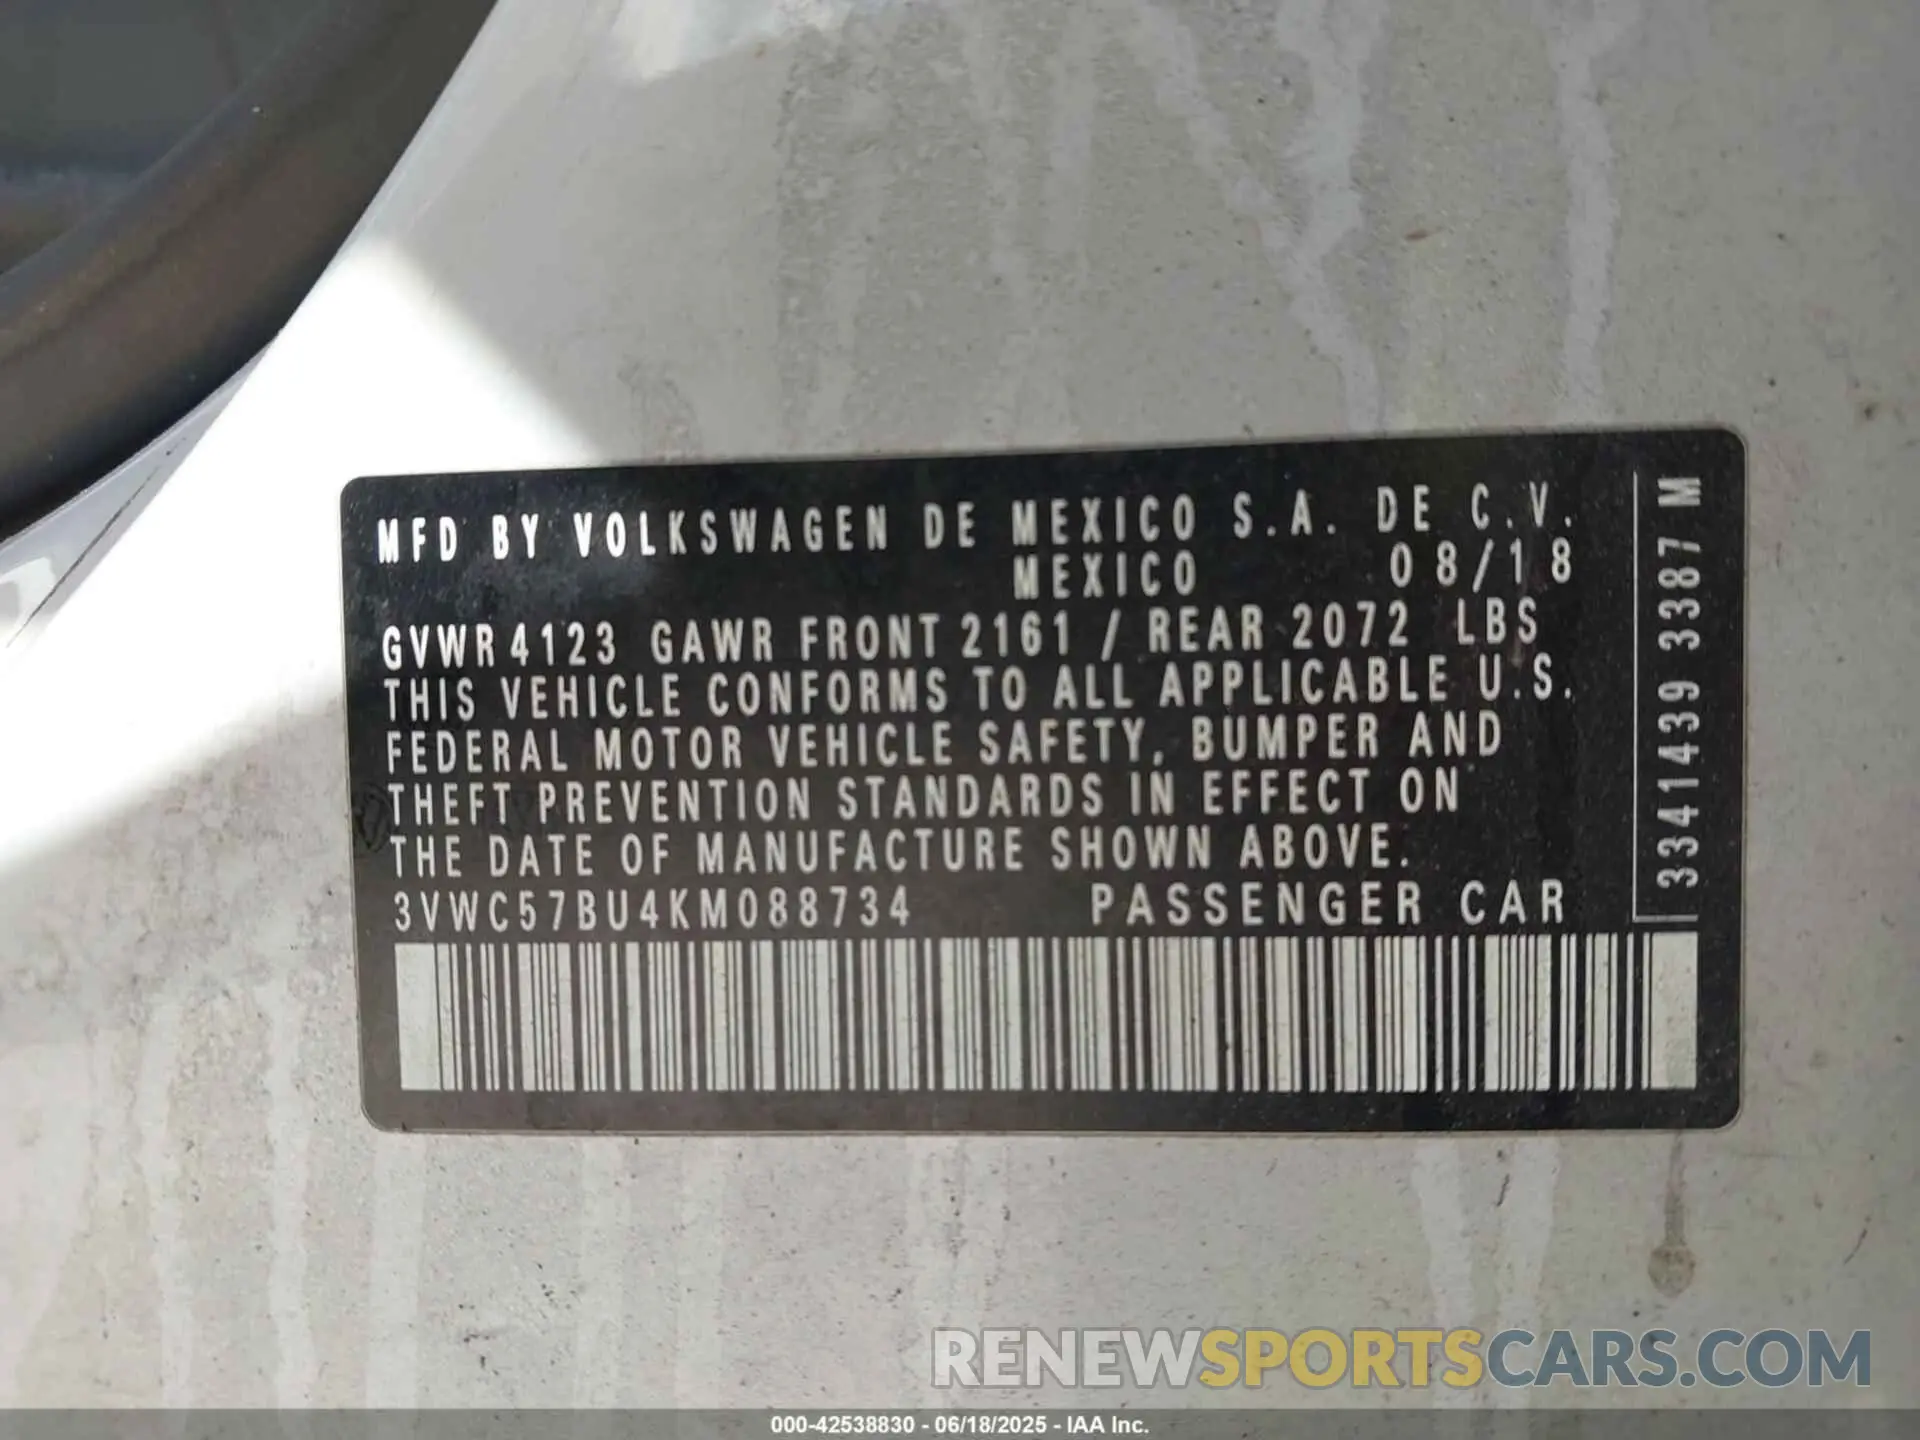 MFD BY VOLKSWAGEN DE MEXICO S.A. DE C.V.
MEXICO 08/18
GVWR 4123 GAWR FRONT 2161 / REAR 2072 LBS
THIS VEHICLE CONFORMS TO ALL APPLICABLE U.S.
FEDERAL MOTOR VEHICLE SAFETY, BUMPER AND
THEFT PREVENTION STANDARDS IN EFFECT ON
THE DATE OF MANUFACTURE SHOWN ABOVE.
3VWC57BU4KM088734 PASSENGER CAR
3341439 3387 M
RENEWSPORTSCARS.COM
000-42538830 - 06/18/2025 - IAA Inc.